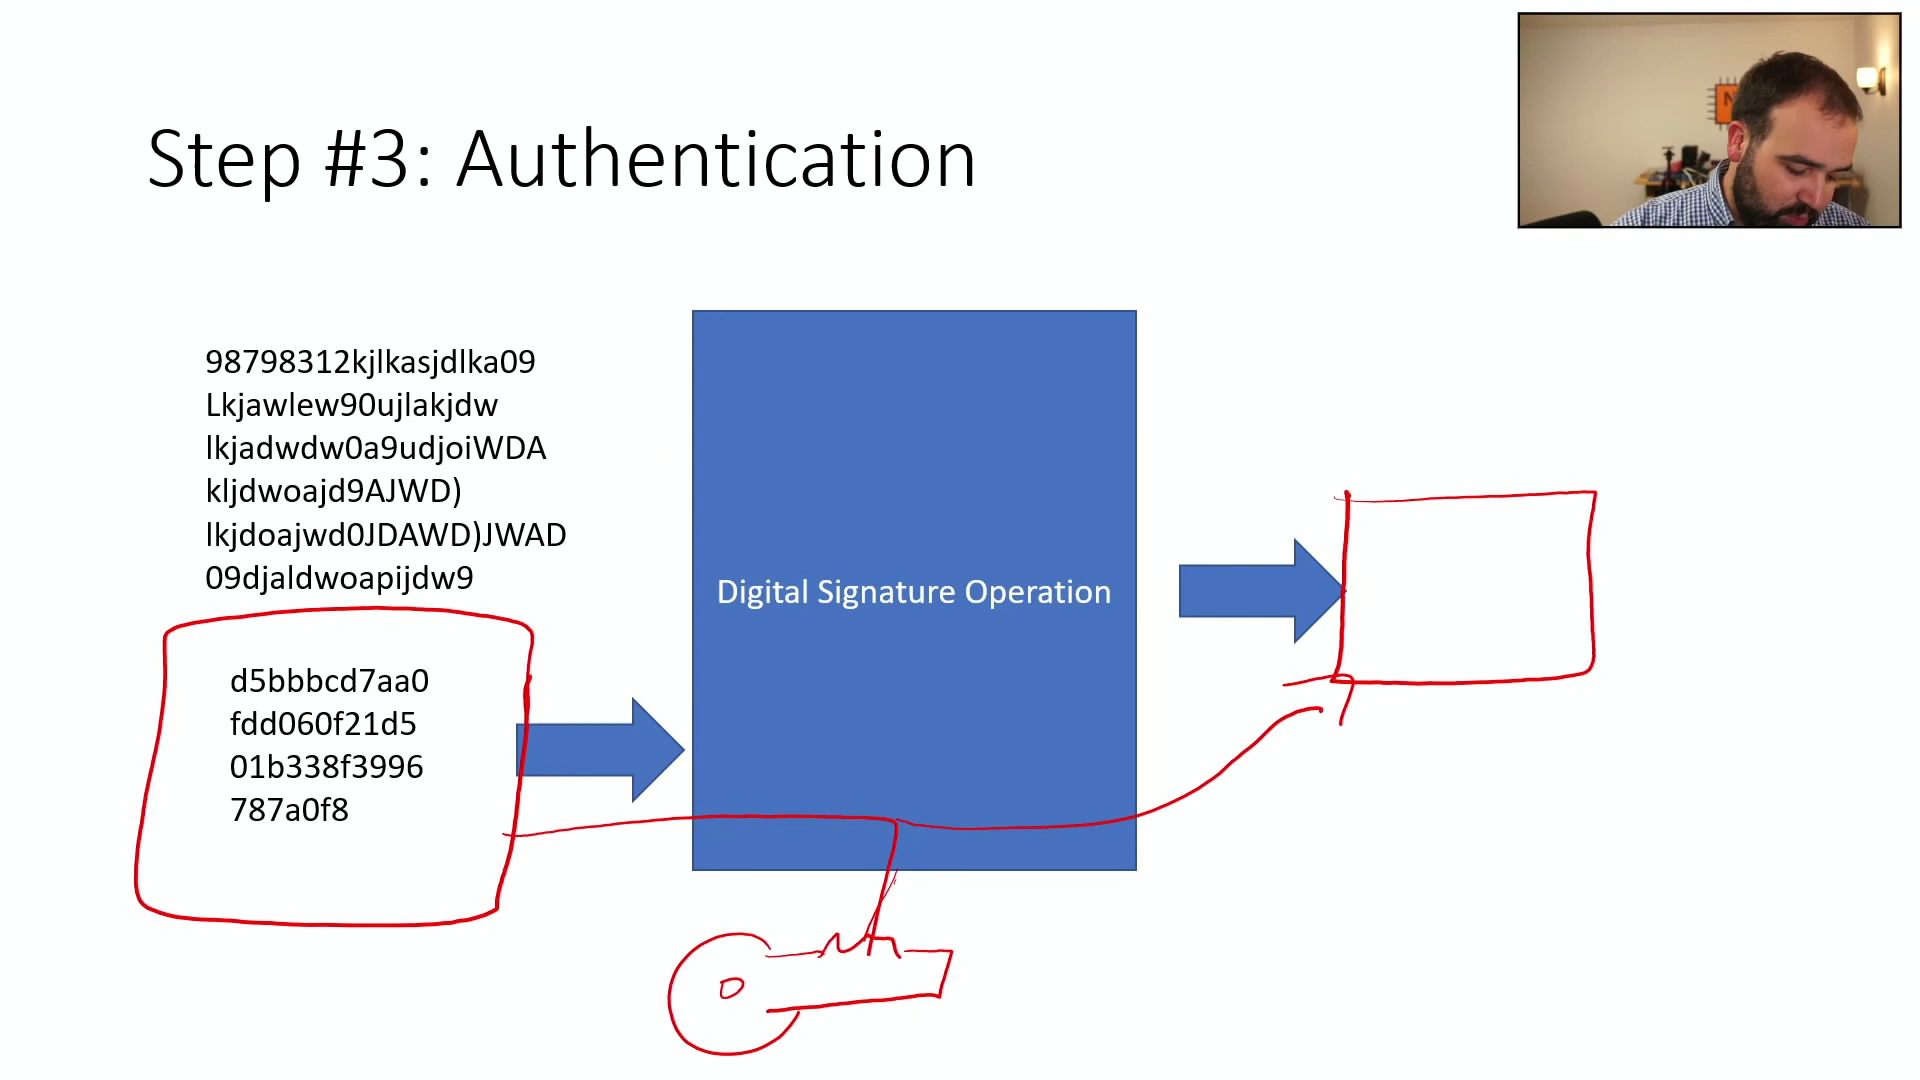 Step #3: Authentication
98798312kjlkasjdlka09
Lkjawlew90ujlakjdw
lkjadwdw0a9udjoiWDA
kljdwoajd9AJWD)
lkjdoajwd0JDAWD)JWAD
09djaldwoapijdw9
d5bbbcd7aa0
fdd060f21d5
01b338f3996
787a0f8
Digital Signature Operation